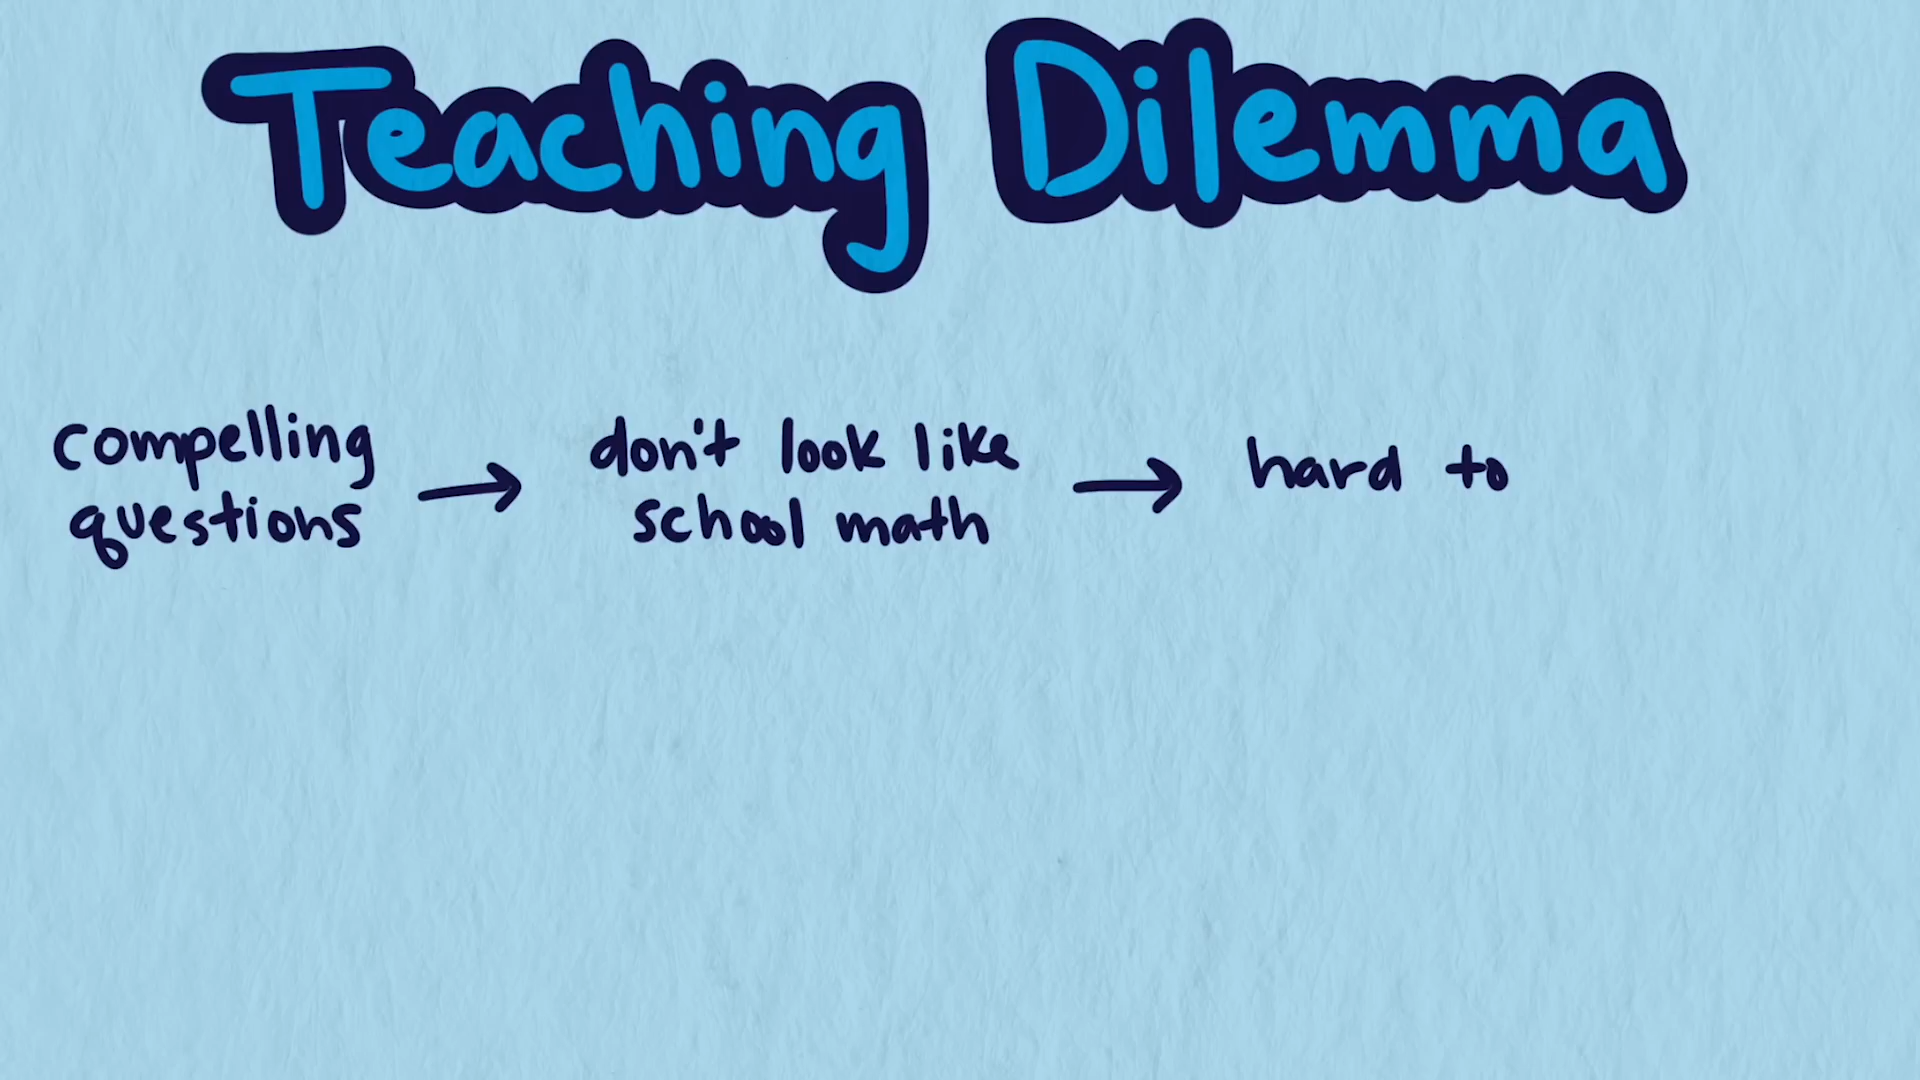 Teaching Dilemma
compelling
questions
→
don't look like
school math
→
hard to